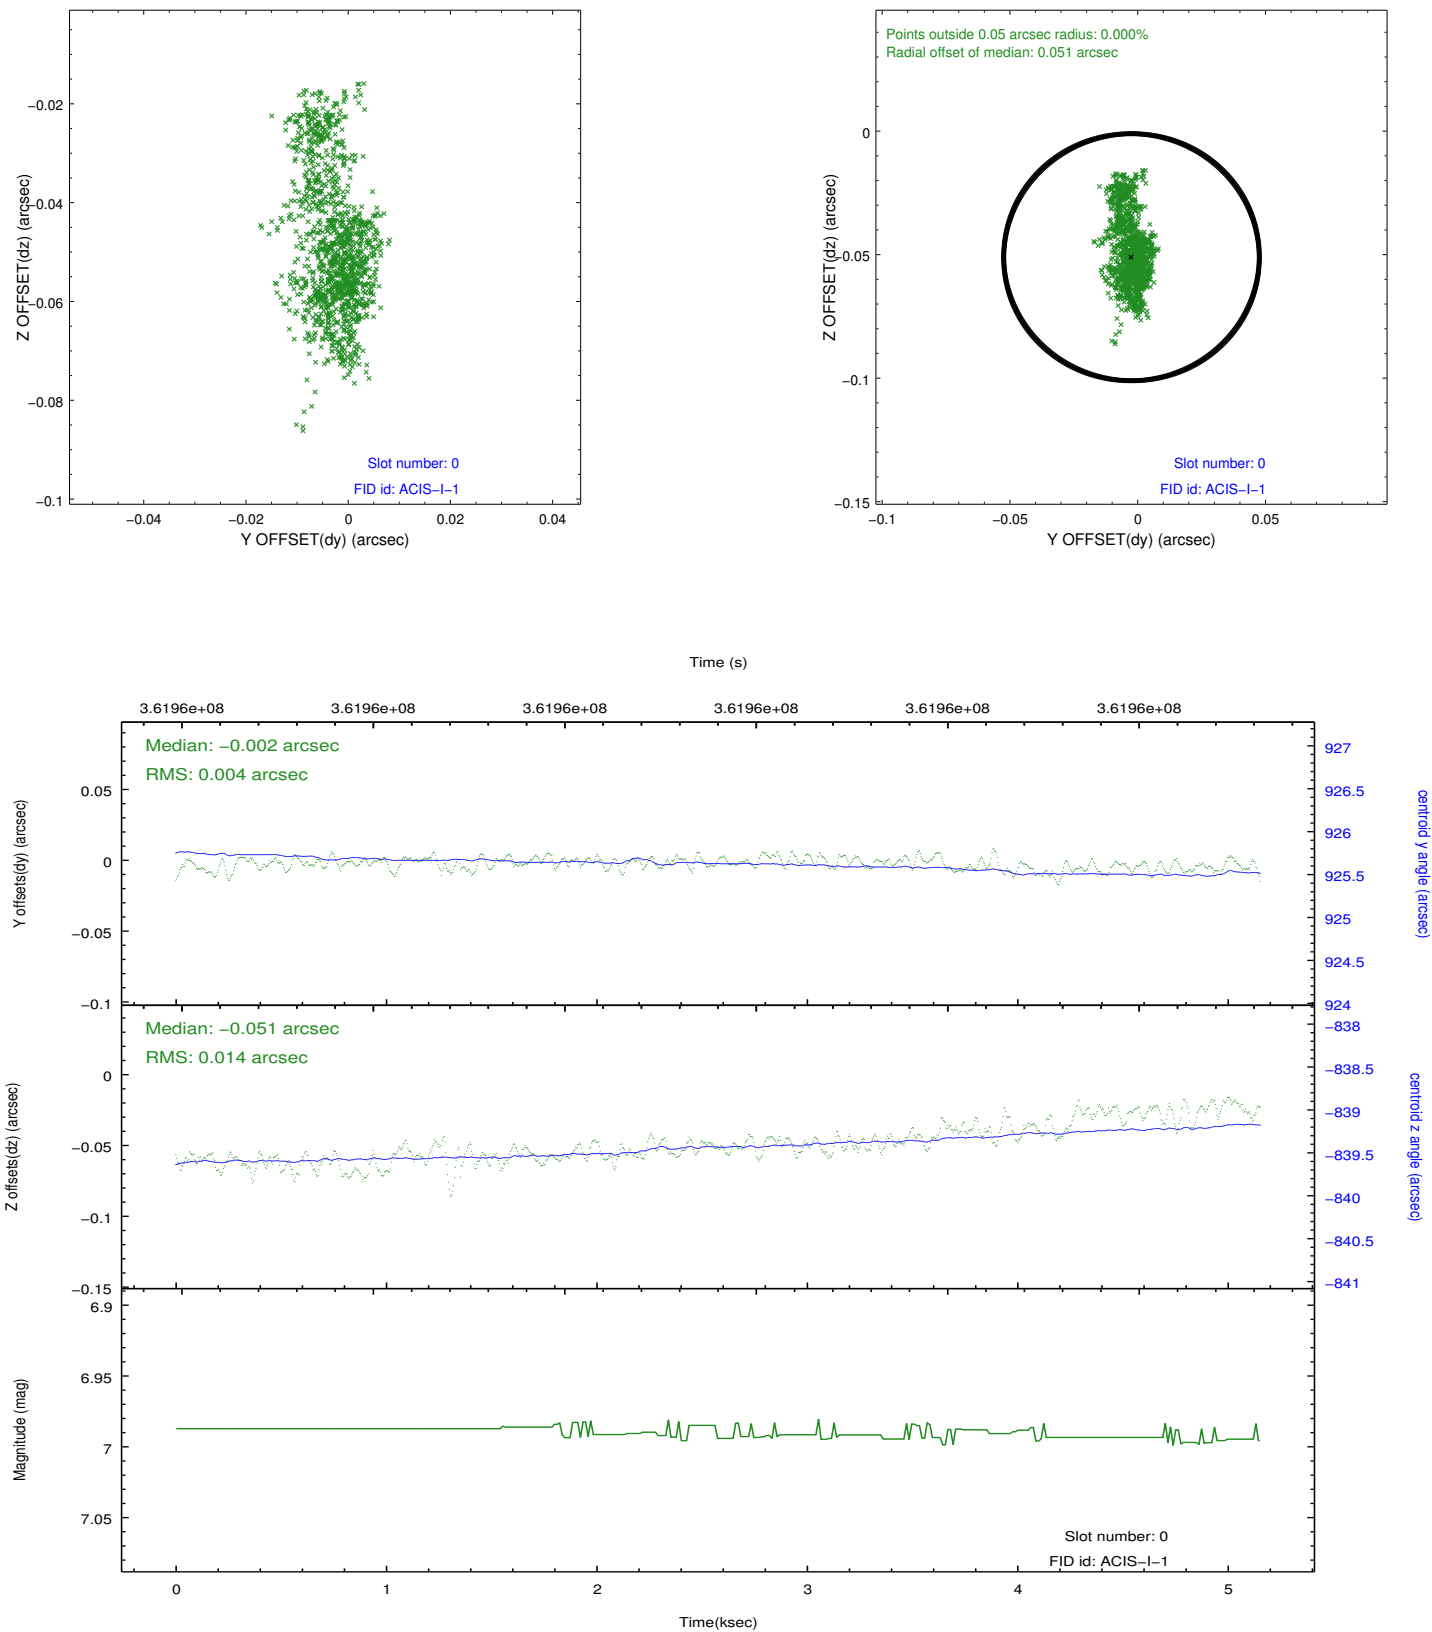 −0.02
−0.04
−0.06
−0.08
−0.1
Z OFFSET(dz) (arcsec)
Slot number: 0
FID id: ACIS−I−1
−0.04 −0.02 0 0.02 0.04
Y OFFSET(dy) (arcsec)
Points outside 0.05 arcsec radius: 0.000%
Radial offset of median: 0.051 arcsec
0
−0.05
−0.1
−0.15
Z OFFSET(dz) (arcsec)
Slot number: 0
FID id: ACIS−I−1
−0.1 −0.05 0 0.05
Y OFFSET(dy) (arcsec)
Time (s)
3.6196e+08 3.6196e+08 3.6196e+08 3.6196e+08 3.6196e+08 3.6196e+08
Median: −0.002 arcsec
RMS: 0.004 arcsec
0.05
0
−0.05
−0.1
Y offsets(dy) (arcsec)
927
926.5
926
925.5
925
924.5
924
centroid y angle (arcsec)
Median: −0.051 arcsec
RMS: 0.014 arcsec
0
−0.05
−0.1
−0.15
Z offsets(dz) (arcsec)
−838
−838.5
−839
−839.5
−840
−840.5
−841
centroid z angle (arcsec)
6.9
6.95
7
7.05
Magnitude (mag)
Slot number: 0
FID id: ACIS−I−1
0 1 2 3 4 5
Time(ksec)